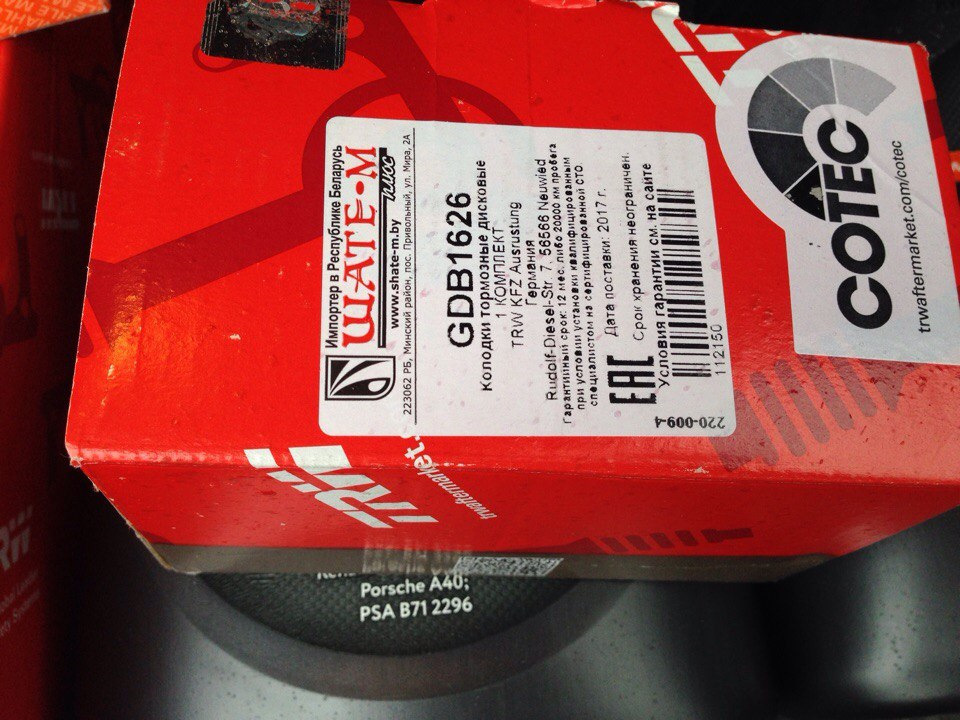 Импортер в Республике Беларусь
ШАТЕ-М
плюс
www.shate-m.by
223062 РБ, Минский район, пос. Привольный, ул. Мира, 2А
GDB1626
Колодки тормозные дисковые
1 КОМПЛЕКТ
TRW KFZ Ausrustung
Германия
Rudolf-Diesel-Str. 7, 56566 Neuwied
Гарантийный срок: 12 мес. либо 20000 км пробега
при условии установки квалифицированным
специалистом на сертифицированной сто
Дата поставки: 2017 г.
Срок хранения неограничен.
EAC
Условия гарантии см. на сайте
112150
220-009-4
COTEC
trwaftermarket.com/cotec
TRW
trwaftermarket.
Porsche A40;
PSA B71 2296